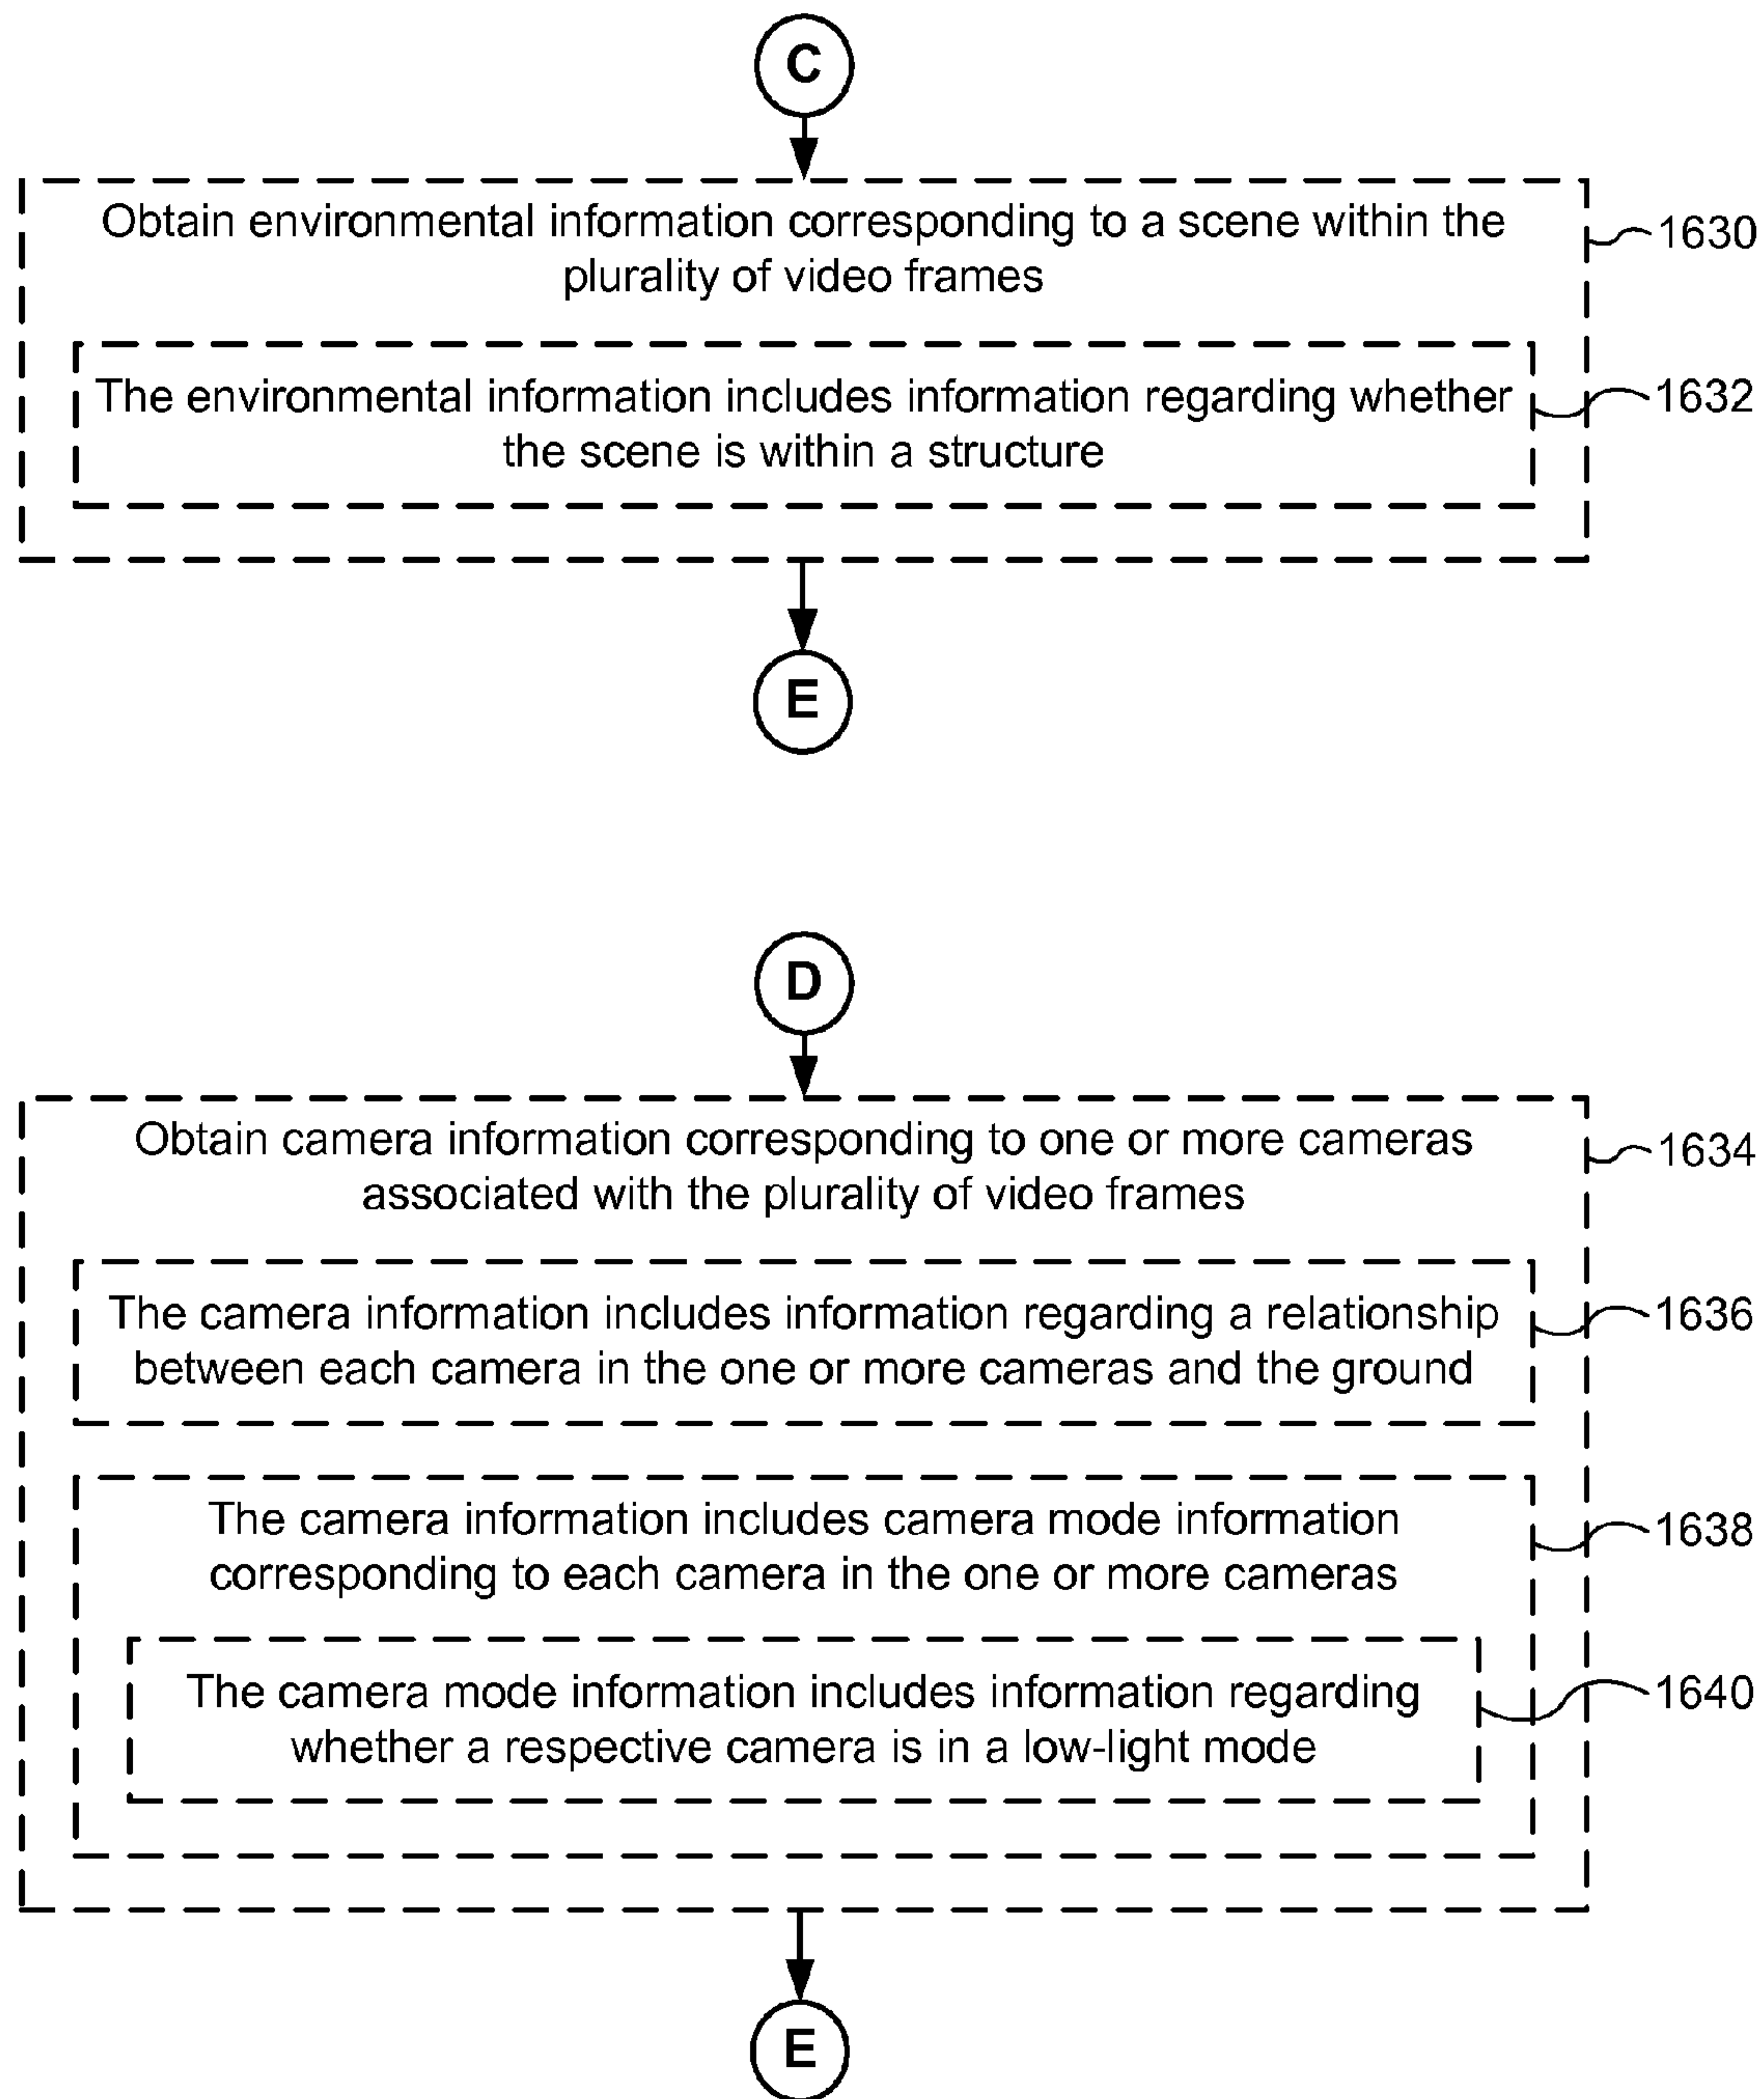 C
Obtain environmental information corresponding to a scene within the
plurality of video frames
1630
The environmental information includes information regarding whether
the scene is within a structure
1632
E
D
Obtain camera information corresponding to one or more cameras
associated with the plurality of video frames
1634
The camera information includes information regarding a relationship
between each camera in the one or more cameras and the ground
1636
The camera information includes camera mode information
corresponding to each camera in the one or more cameras
1638
The camera mode information includes information regarding
whether a respective camera is in a low-light mode
1640
E